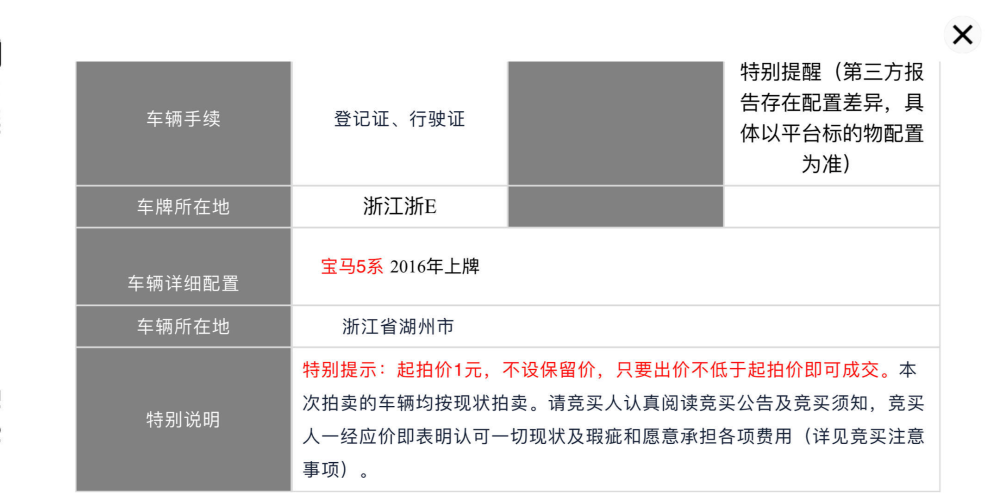 特别提醒（第三方报
告存在配置差异，具
体以平台标的物配置
为准）
车辆手续
登记证、行驶证
车牌所在地
浙江浙E
车辆详细配置
宝马5系 2016年上牌
车辆所在地
浙江省湖州市
特别说明
特别提示：起拍价1元，不设保留价，只要出价不低于起拍价即可成交。本
次拍卖的车辆均按现状拍卖。请竞买人认真阅读竞买公告及竞买须知，竞买
人一经应价即表明认可一切现状及瑕疵和愿意承担各项费用（详见竞买注意
事项）。